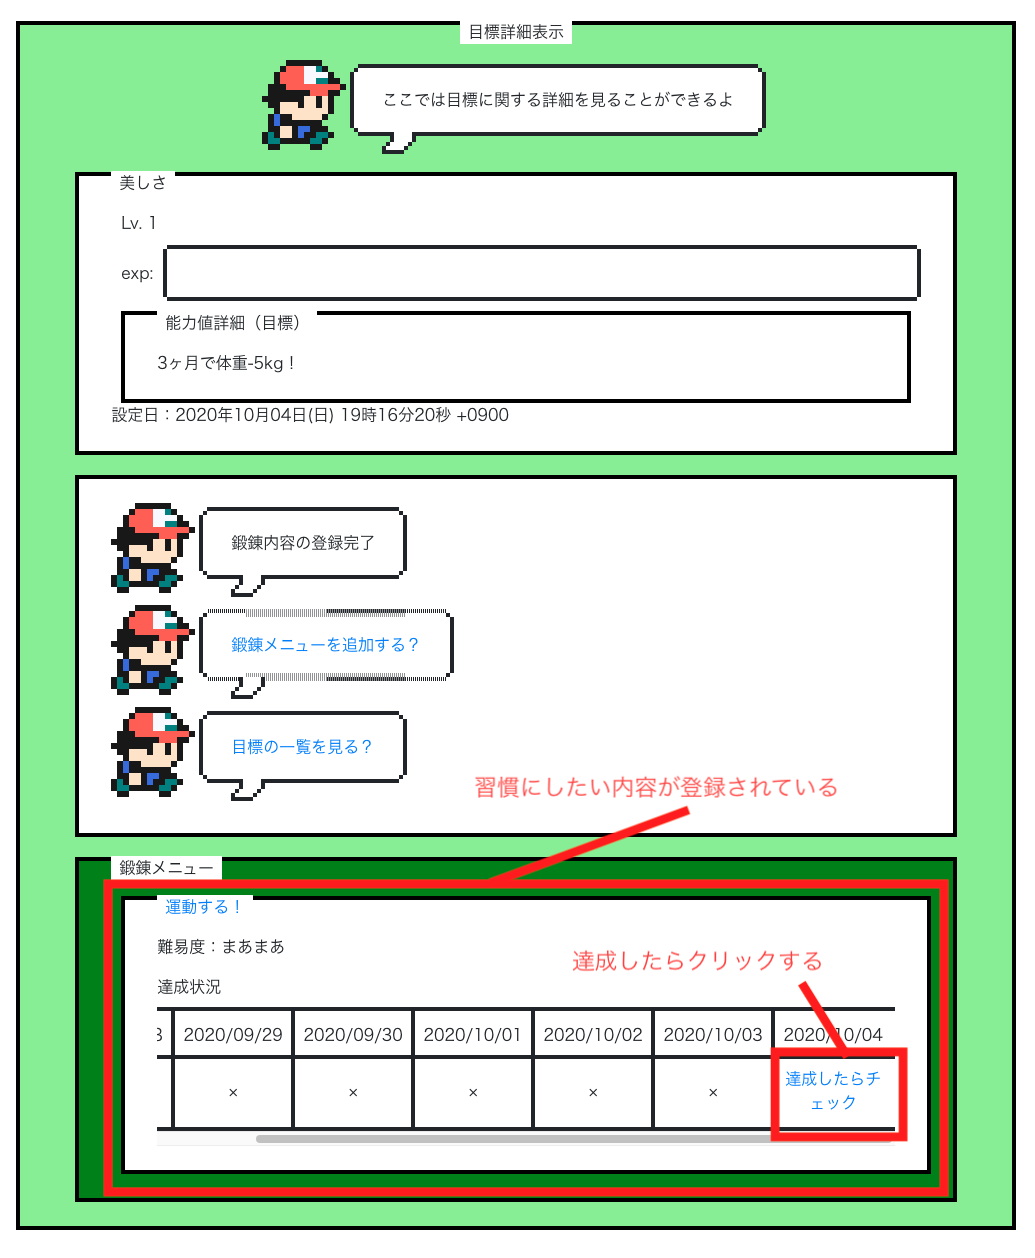 目標詳細表示
ここでは目標に関する詳細を見ることができるよ
美しさ
Lv. 1
exp:
能力値詳細（目標）
3ヶ月で体重-5kg！
設定日：2020年10月04日(日) 19時16分20秒 +0900
鍛錬内容の登録完了
鍛錬メニューを追加する？
目標の一覧を見る？
習慣にしたい内容が登録されている
鍛錬メニュー
運動する！
難易度：まあまあ
達成したらクリックする
達成状況
3 2020/09/29 2020/09/30 2020/10/01 2020/10/02 2020/10/03 2020/10/04
× × × × × 達成したらチ
ェック